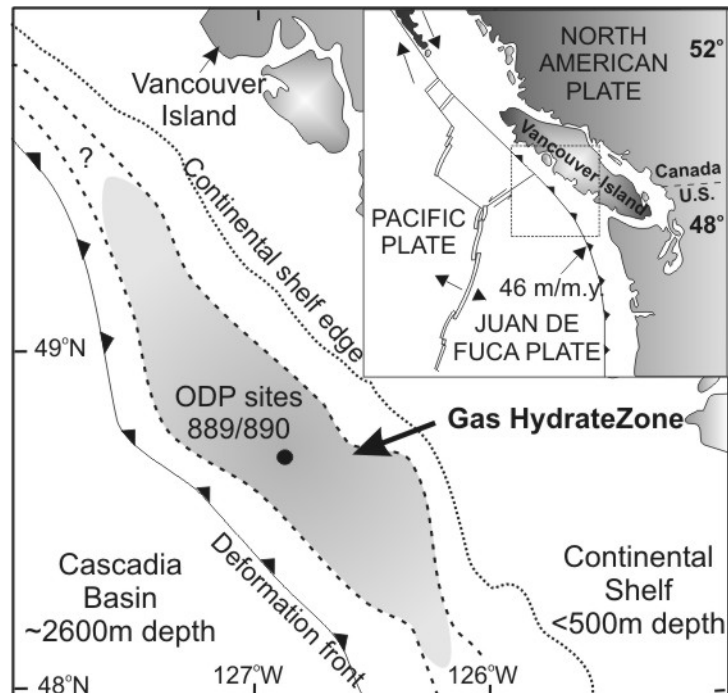 Vancouver
Island
?
Continental shelf edge
49°N
ODP sites
889/890
Gas HydrateZone
Deformation front
Cascadia
Basin
~2600m depth
Continental
Shelf
<500m depth
48°N
127°W
126°W
NORTH
AMERICAN
PLATE
52°
Vancouver Island
Canada
U.S.
48°
PACIFIC
PLATE
46 m/m.y.
JUAN DE
FUCA PLATE